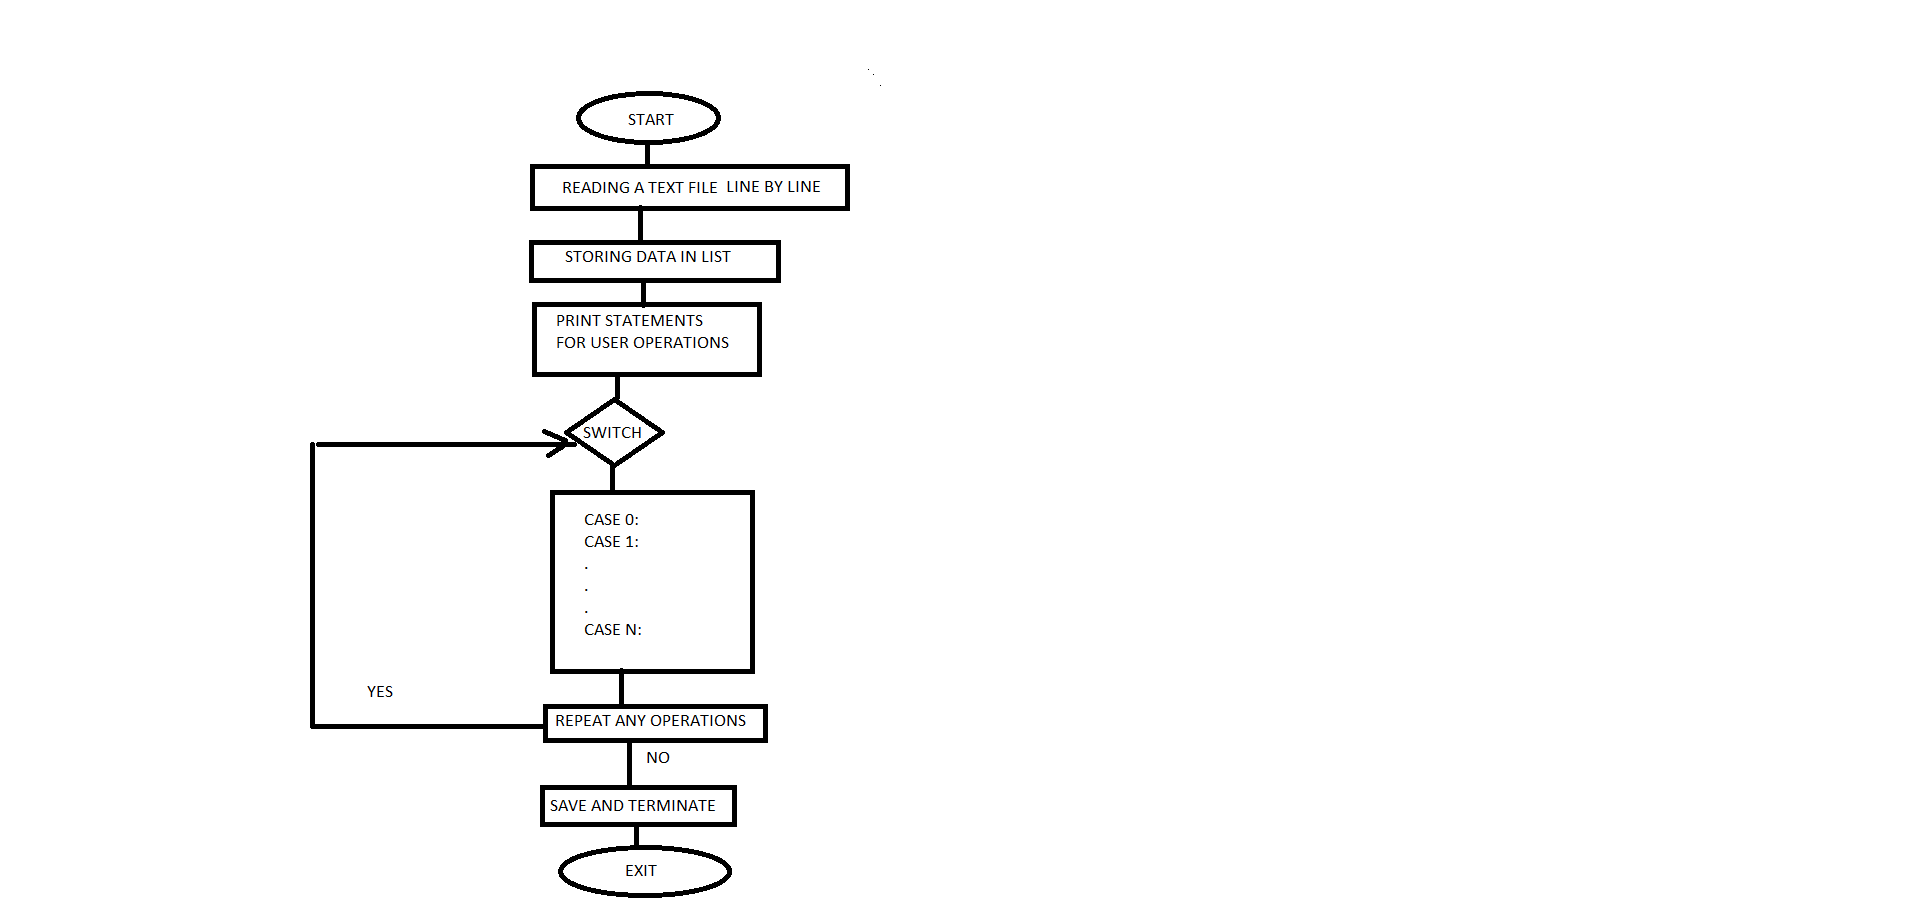 START
READING A TEXT FILE LINE BY LINE
STORING DATA IN LIST
PRINT STATEMENTS
FOR USER OPERATIONS
SWITCH
CASE 0:
CASE 1:
.
.
.
CASE N:
YES
REPEAT ANY OPERATIONS
NO
SAVE AND TERMINATE
EXIT